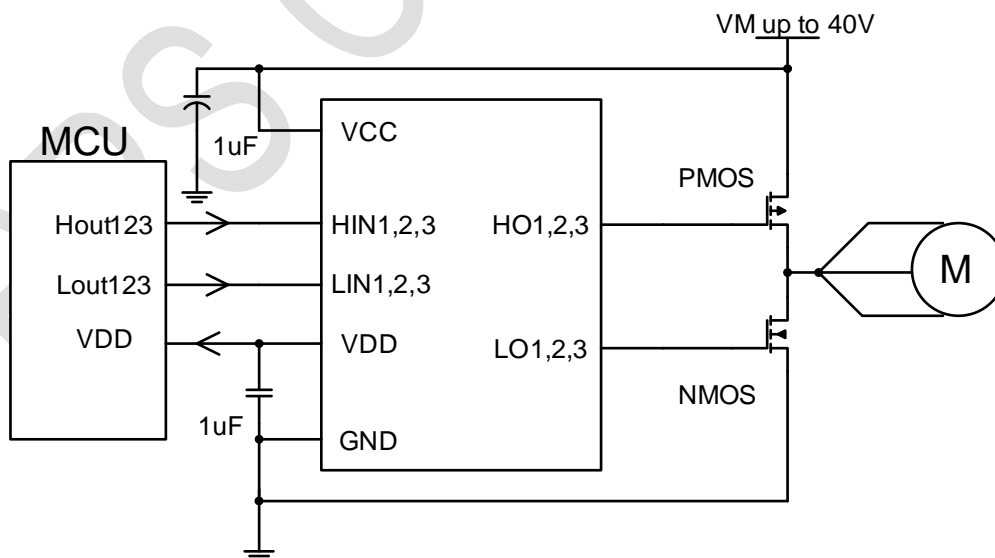 VM up to 40V
MCU
1uF
VCC
PMOS
Hout123
HIN1,2,3
HO1,2,3
M
Lout123
LIN1,2,3
VDD
VDD
LO1,2,3
NMOS
1uF
GND